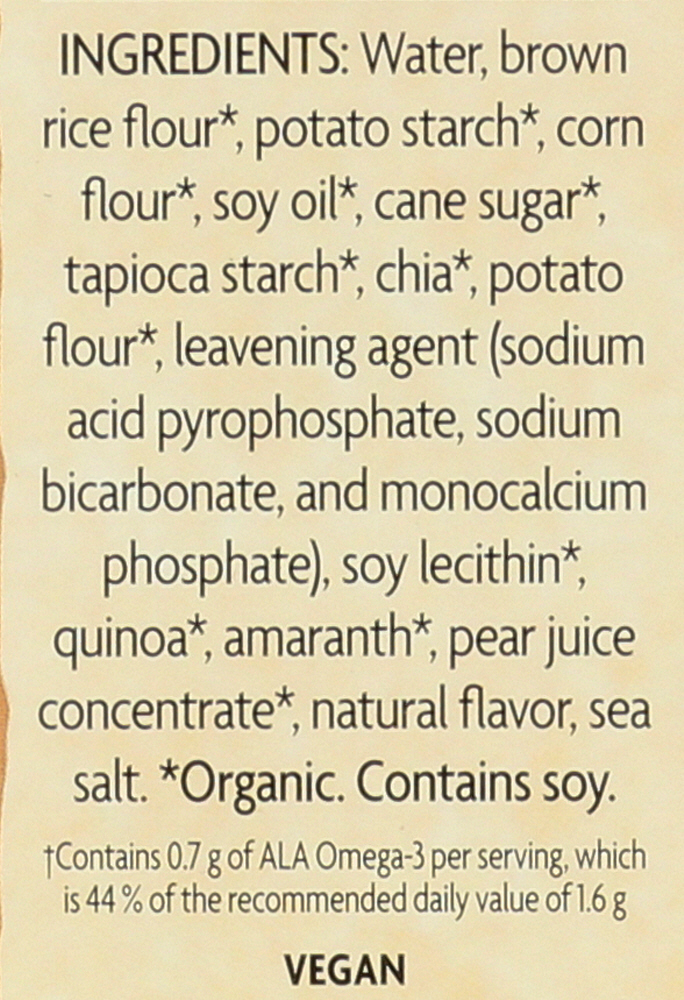 INGREDIENTS: Water, brown
rice flour*, potato starch*, corn
flour*, soy oil*, cane sugar*,
tapioca starch*, chia*, potato
flour*, leavening agent (sodium
acid pyrophosphate, sodium
bicarbonate, and monocalcium
phosphate), soy lecithin*,
quinoa*, amaranth*, pear juice
concentrate*, natural flavor, sea
salt. *Organic. Contains soy.
†Contains 0.7 g of ALA Omega-3 per serving, which
is 44 % of the recommended daily value of 1.6 g
VEGAN